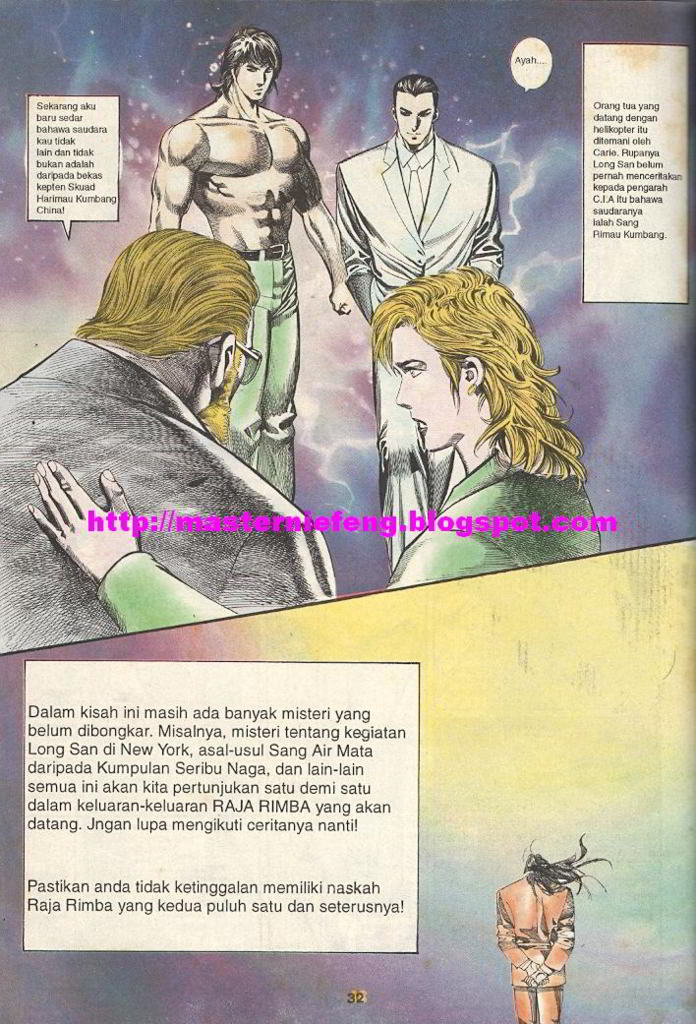 Sekarang aku
baru sedar
bahawa saudara
kau tidak
lain dan tidak
bukan adalah
daripada bekas
kepten Skuad
Harimau Kumbang
China!
Ayah....
Orang tua yang
datang dengan
helikopter itu
ditemani oleh
Carie. Rupanya
Long San belum
pernah menceritakan
kepada pengarah
C.I.A itu bahawa
saudaranya
ialah Sang
Rimau Kumbang.
http://masterniefeng.blogspot.com
Dalam kisah ini masih ada banyak misteri yang
belum dibongkar. Misalnya, misteri tentang kegiatan
Long San di New York, asal-usul Sang Air Mata
daripada Kumpulan Seribu Naga, dan lain-lain
semua ini akan kita pertunjukan satu demi satu
dalam keluaran-keluaran RAJA RIMBA yang akan
datang. Jngan lupa mengikuti ceritanya nanti!
Pastikan anda tidak ketinggalan memiliki naskah
Raja Rimba yang kedua puluh satu dan seterusnya!
32